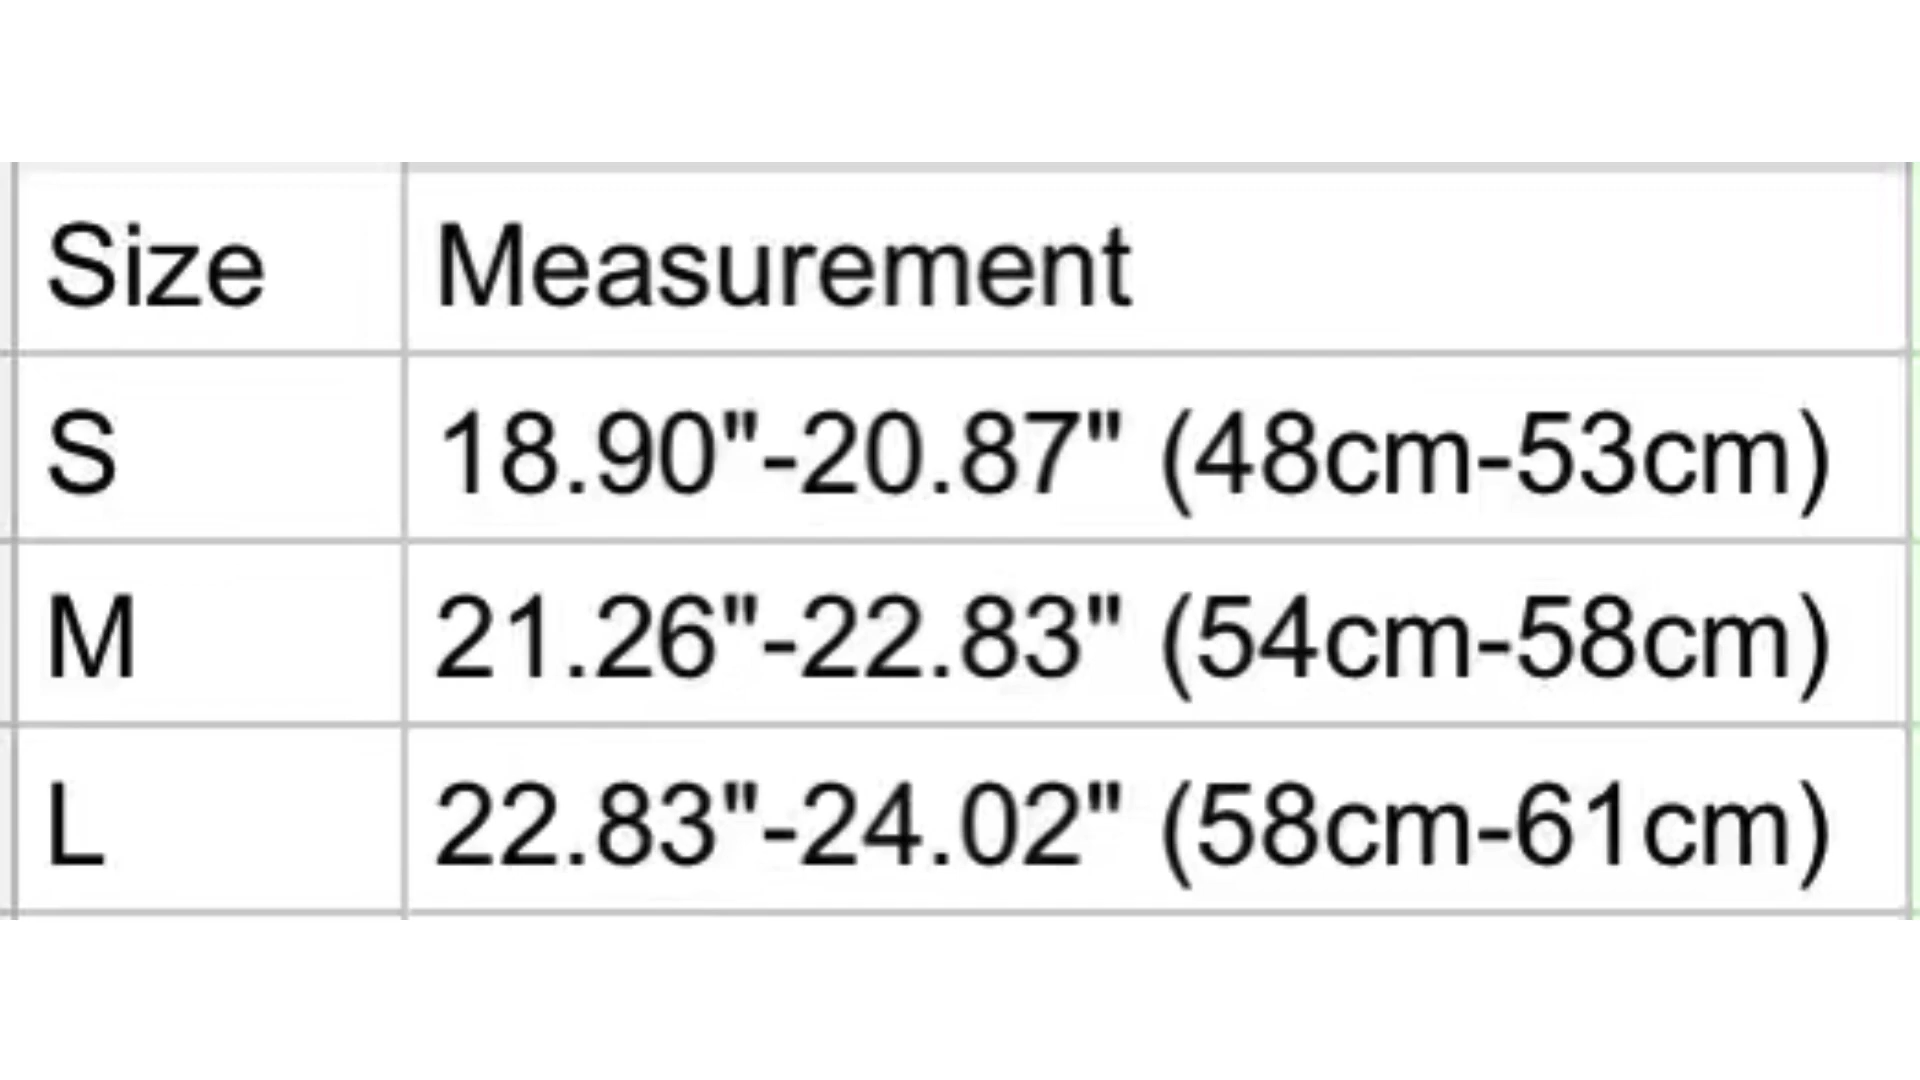 Size Measurement
S 18.90"-20.87" (48cm-53cm)
M 21.26"-22.83" (54cm-58cm)
L 22.83"-24.02" (58cm-61cm)